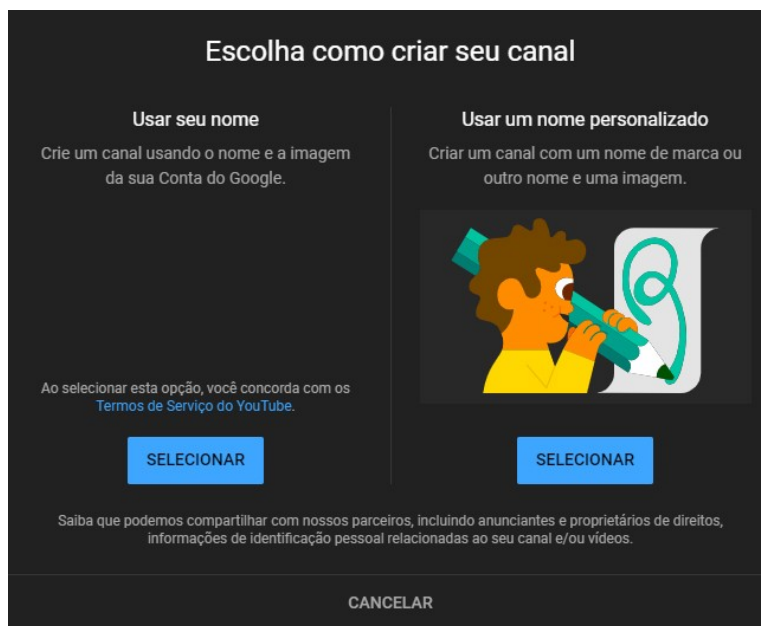 Escolha como criar seu canal
Usar seu nome
Crie um canal usando o nome e a imagem
da sua Conta do Google.
Ao selecionar esta opção, você concorda com os
Termos de Serviço do YouTube.
SELECIONAR
Usar um nome personalizado
Criar um canal com um nome de marca ou
outro nome e uma imagem.
SELECIONAR
Saiba que podemos compartilhar com nossos parceiros, incluindo anunciantes e proprietários de direitos,
informações de identificação pessoal relacionadas ao seu canal e/ou vídeos.
CANCELAR